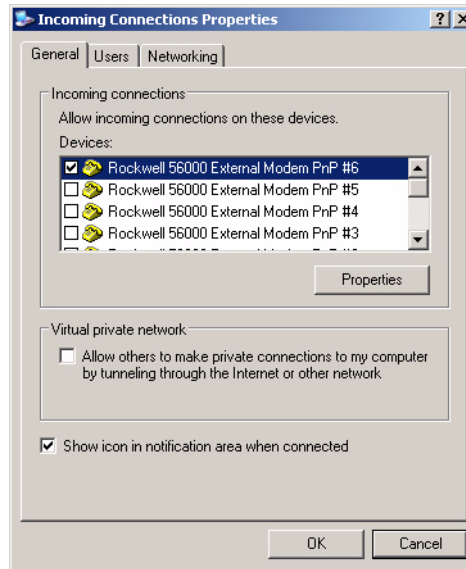 Incoming Connections Properties
General Users Networking
Incoming connections
Allow incoming connections on these devices.
Devices:
Rockwell 56000 External Modem PnP #6
Rockwell 56000 External Modem PnP #5
Rockwell 56000 External Modem PnP #4
Rockwell 56000 External Modem PnP #3
Properties
Virtual private network
Allow others to make private connections to my computer
by tunneling through the Internet or other network
Show icon in notification area when connected
OK Cancel